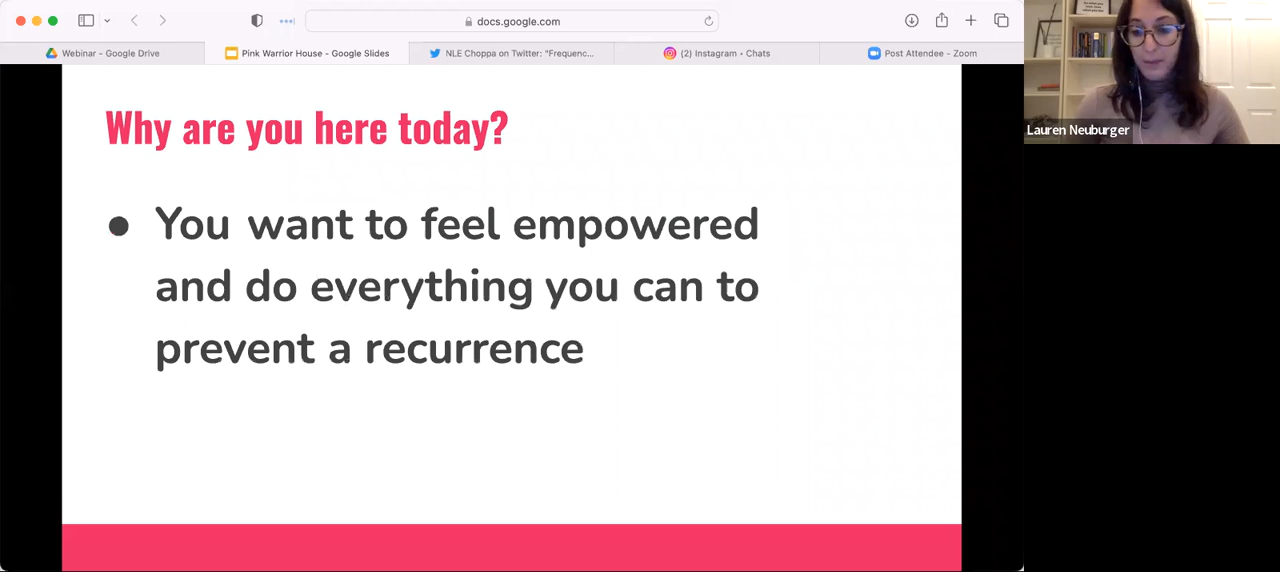 docs.google.com
Webinar - Google Drive
Pink Warrior House - Google Slides
NLE Choppa on Twitter: "Frequenc...
(2) Instagram • Chats
Post Attendee - Zoom
Lauren Neuburger
Why are you here today?
● You want to feel empowered
and do everything you can to
prevent a recurrence